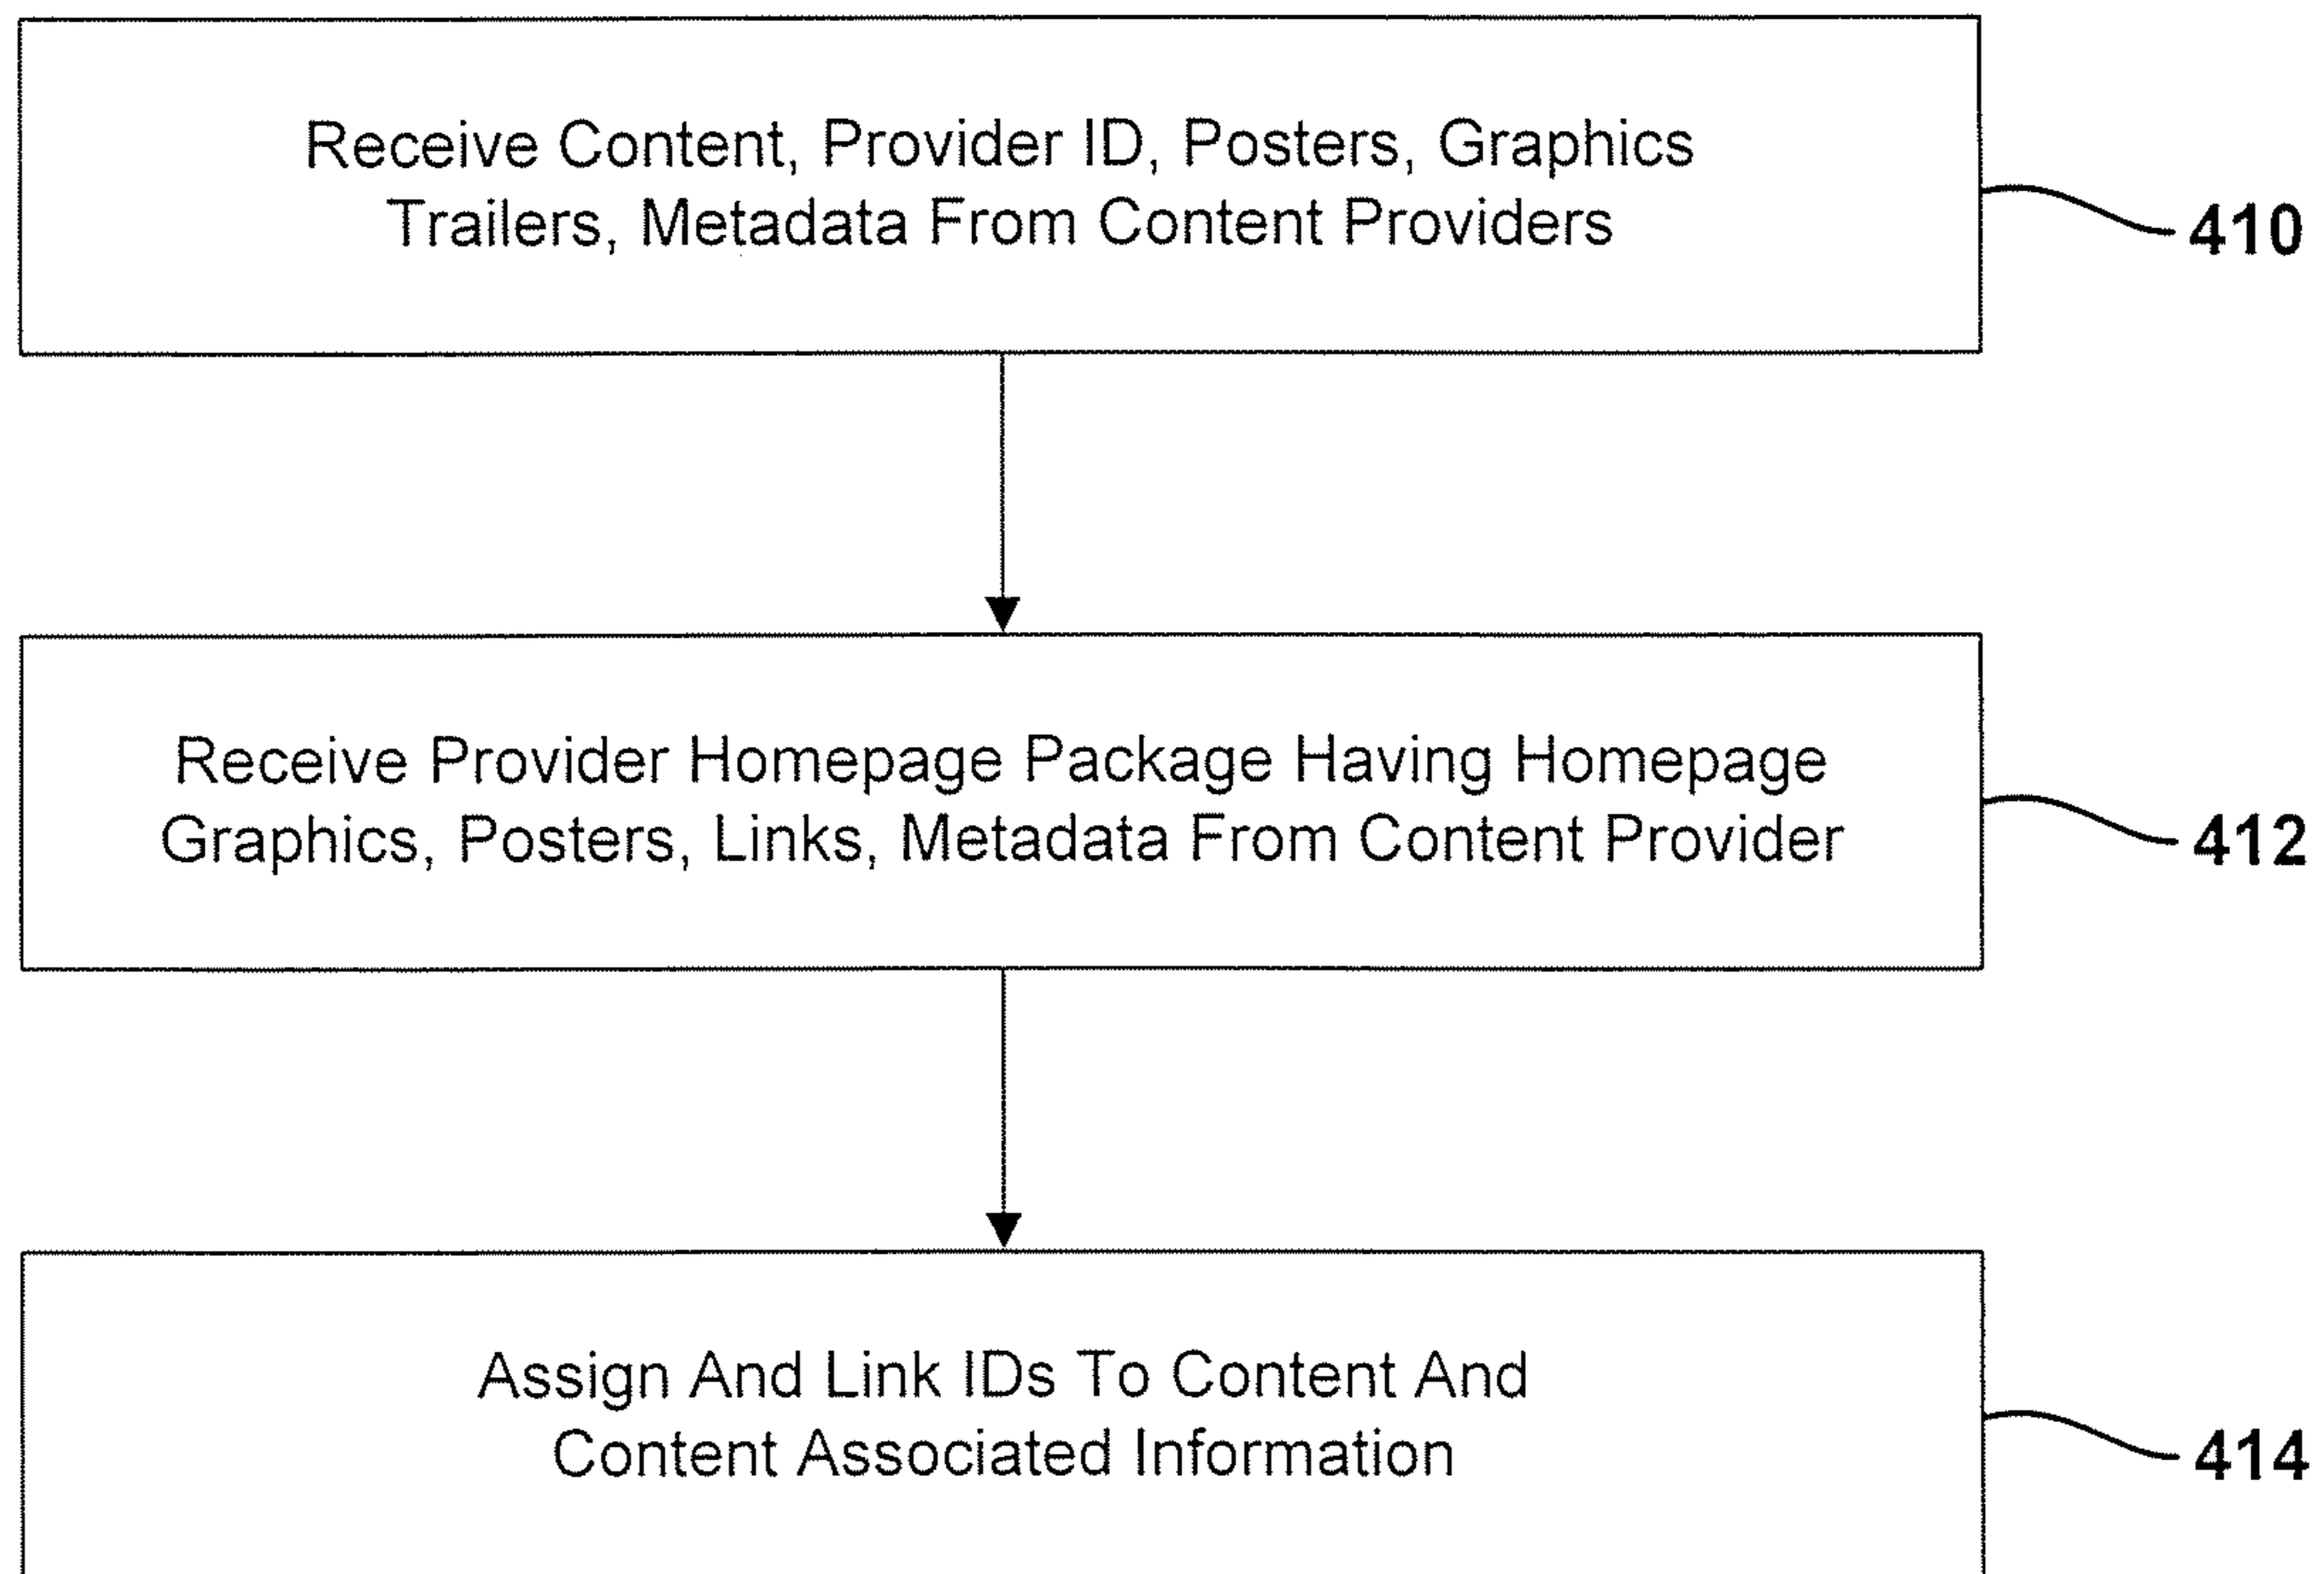 Receive Content, Provider ID, Posters, Graphics
Trailers, Metadata From Content Providers
410
Receive Provider Homepage Package Having Homepage
Graphics, Posters, Links, Metadata From Content Provider
412
Assign And Link IDs To Content And
Content Associated Information
414